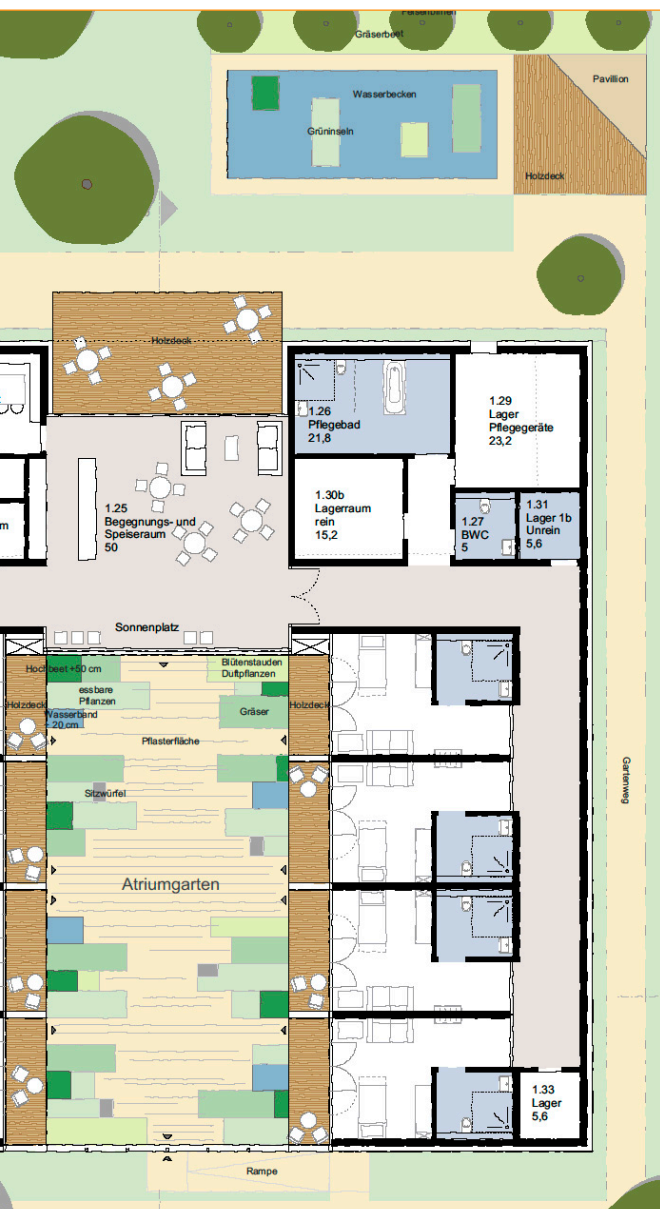 Gräserbeet
Wasserbecken
Pavillion
Grüninseln
Holzdeck
Holzdeck
1.26
Pflegebad
21,8
1.29
Lager
Pflegegeräte
23,2
1.25
Begegnungs- und
Speiseraum
50
1.30b
Lagerraum
rein
15,2
1.27
BWC
5
1.31
Lager 1b
Unrein
5,6
m
Sonnenplatz
Hochbeet +50 cm
Blütenstauden
Duftpflanzen
essbare
Pflanzen
Holzdeck
Wasserband
- 20 cm
Gräser
Holzdeck
Pflasterfläche
Gartenweg
Sitzwürfel
Atriumgarten
1.33
Lager
5,6
Rampe